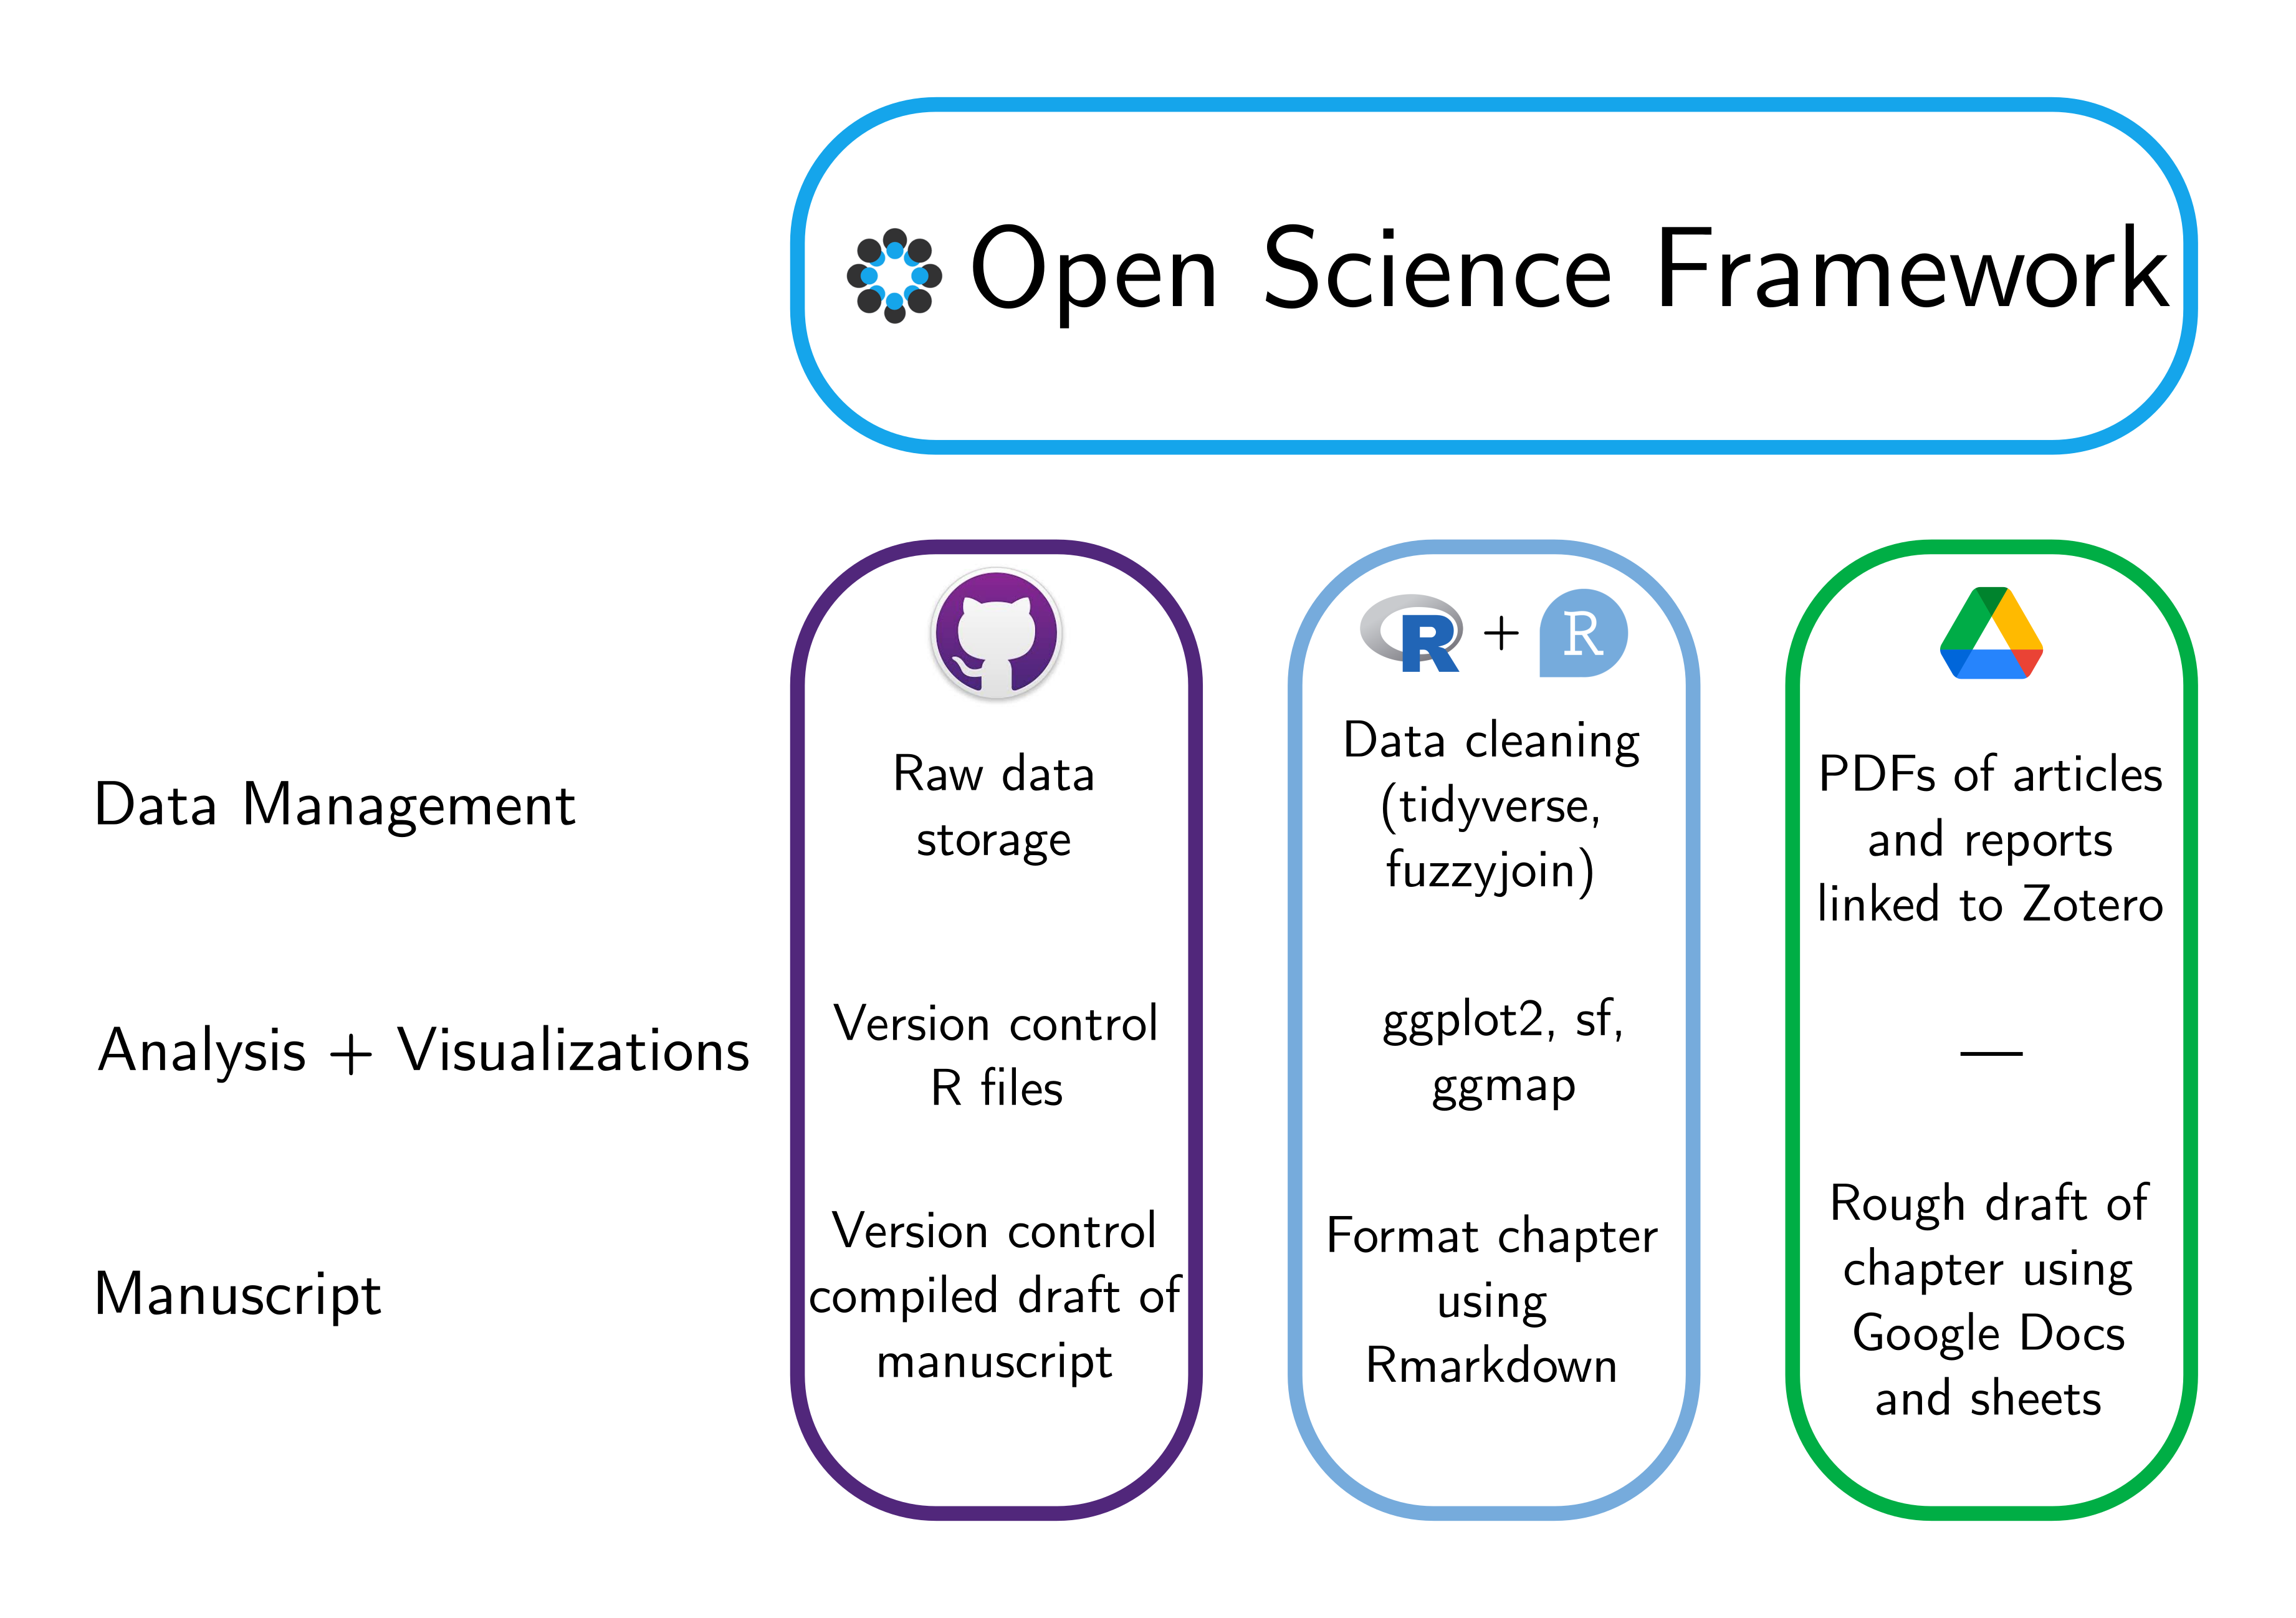 Open Science Framework
R + R
Data Management
Raw data
storage
Data cleaning
(tidyverse,
fuzzyjoin)
PDFs of articles
and reports
linked to Zotero
Analysis + Visualizations
Version control
R files
ggplot2, sf,
ggmap
—
Manuscript
Version control
compiled draft of
manuscript
Format chapter
using
Rmarkdown
Rough draft of
chapter using
Google Docs
and sheets